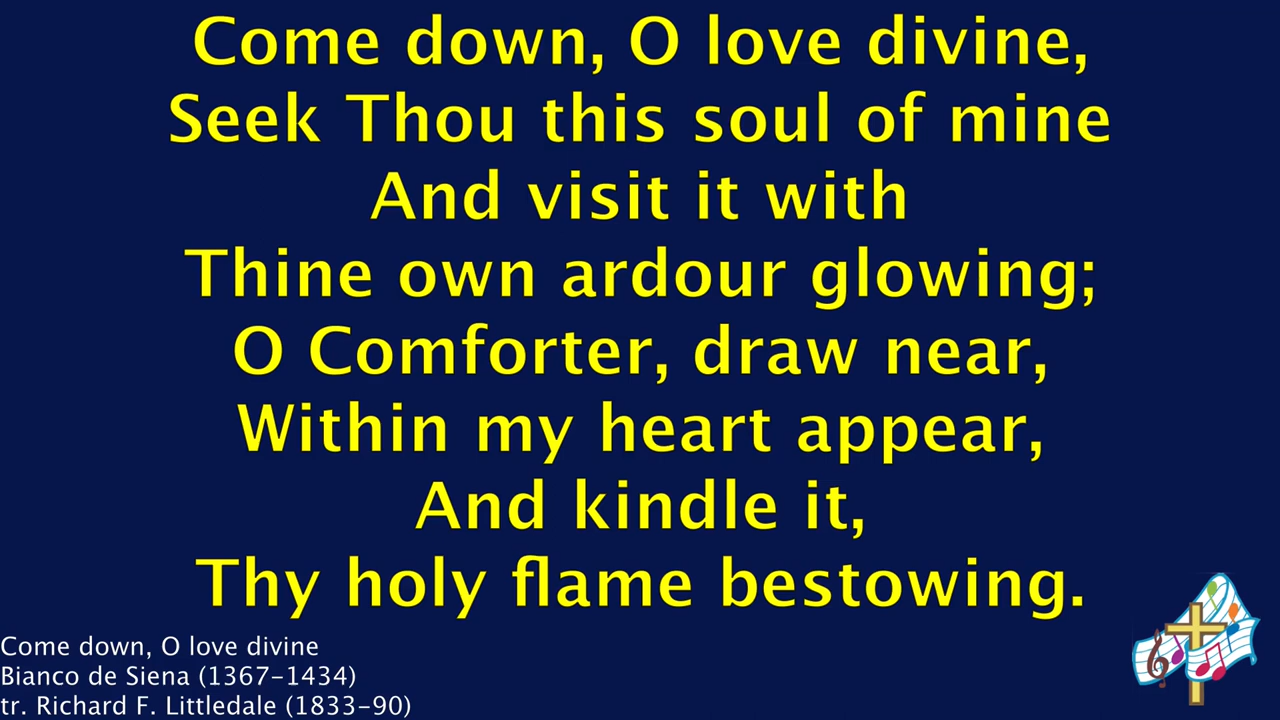 Come down, O love divine,
Seek Thou this soul of mine
And visit it with
Thine own ardour glowing;
O Comforter, draw near,
Within my heart appear,
And kindle it,
Thy holy flame bestowing.
Come down, O love divine
Bianco de Siena (1367-1434)
tr. Richard F. Littledale (1833-90)